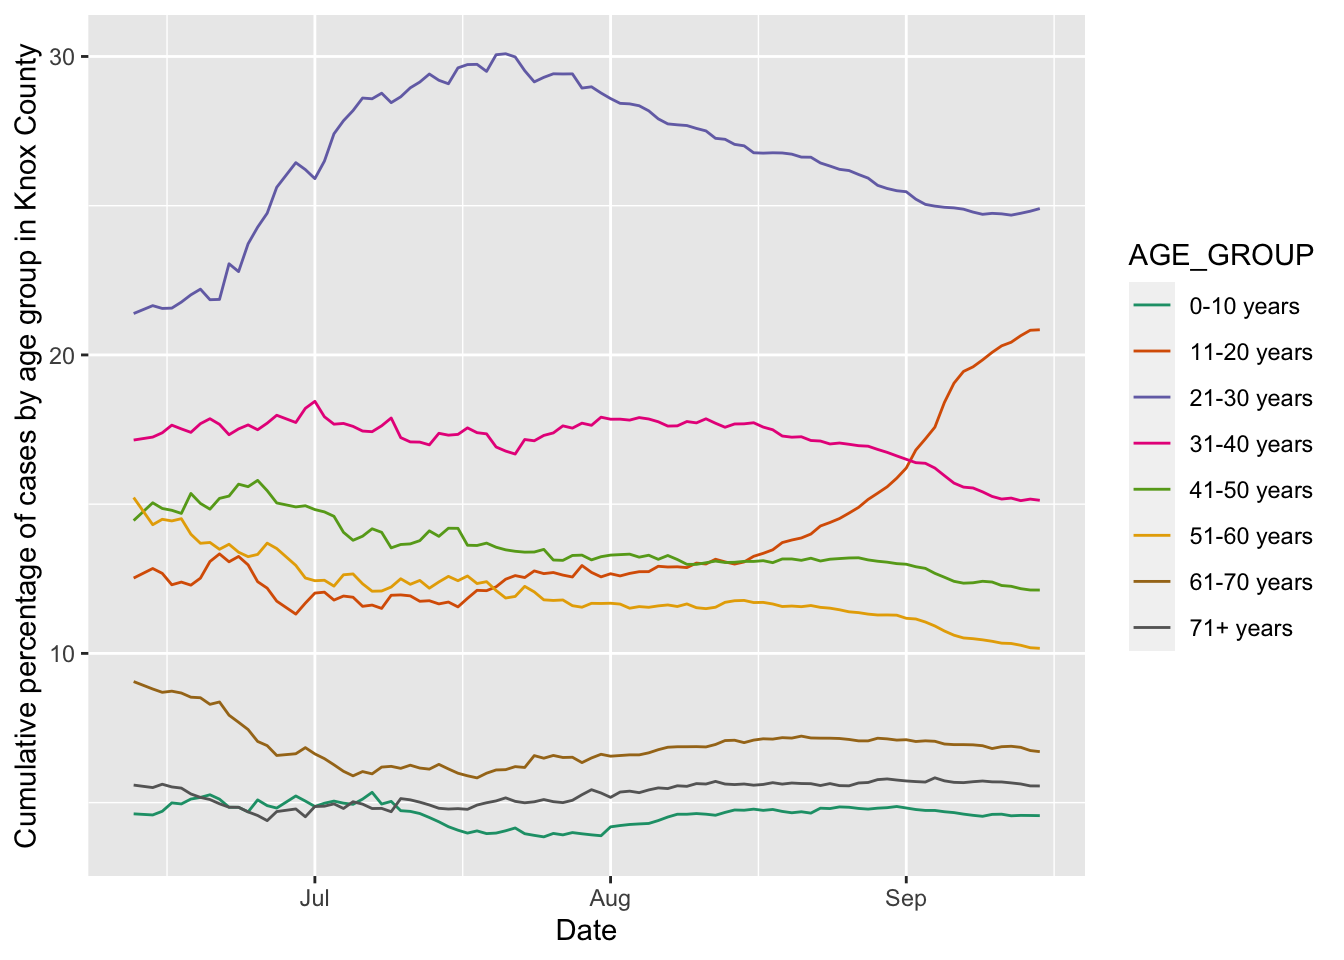 Cumulative percentage of cases by age group in Knox County
30
20
10
Jul
Aug
Sep
Date
AGE_GROUP
0-10 years
11-20 years
21-30 years
31-40 years
41-50 years
51-60 years
61-70 years
71+ years